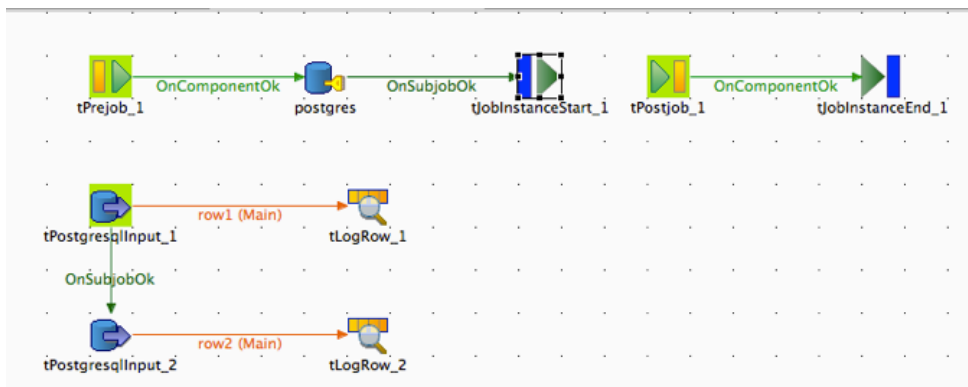 OnComponentOk
OnSubjobOk
OnComponentOk
tPrejob_1
postgres
tJobInstanceStart_1
tPostjob_1
tJobInstanceEnd_1
row1 (Main)
tPostgresqlInput_1
tLogRow_1
OnSubjobOk
row2 (Main)
tPostgresqlInput_2
tLogRow_2